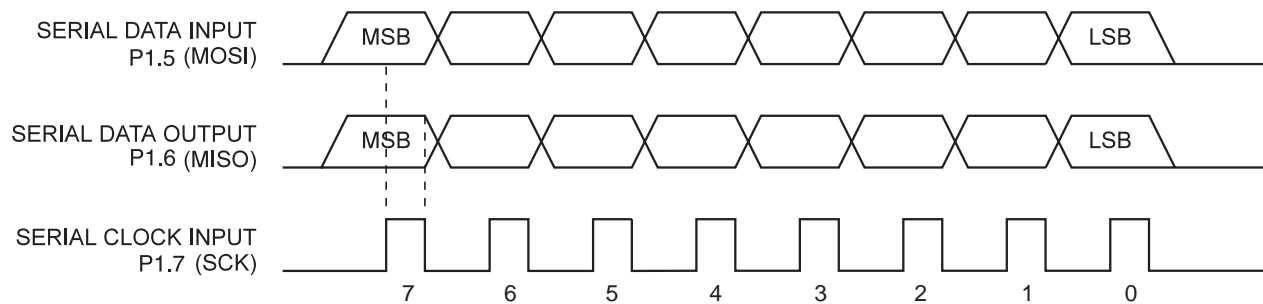 SERIAL DATA INPUT
P1.5 (MOSI)
MSB
LSB
SERIAL DATA OUTPUT
P1.6 (MISO)
MSB
LSB
SERIAL CLOCK INPUT
P1.7 (SCK)
7 6 5 4 3 2 1 0